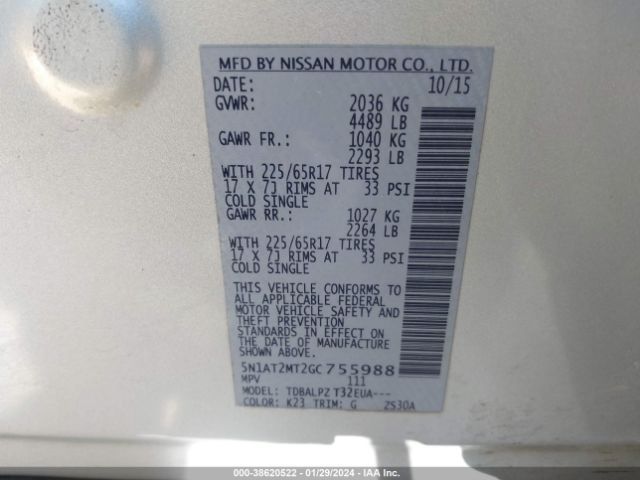 MFD BY NISSAN MOTOR CO., LTD.
DATE: 10/15
GVWR: 2036 KG
4489 LB
GAWR FR.: 1040 KG
2293 LB
WITH 225/65R17 TIRES
17 X 7J RIMS AT 33 PSI
COLD SINGLE
GAWR RR.: 1027 KG
2264 LB
WITH 225/65R17 TIRES
17 X 7J RIMS AT 33 PSI
COLD SINGLE
THIS VEHICLE CONFORMS TO
ALL APPLICABLE FEDERAL
MOTOR VEHICLE SAFETY AND
THEFT PREVENTION
STANDARDS IN EFFECT ON
THE DATE OF MANUFACTURE
SHOWN ABOVE.
5N1AT2MT2GC755988
MPV 111
MODEL: TDBALPZ T32EUA---
COLOR: K23 TRIM: G ZS30A
000-38620522 - 01/29/2024 - IAA Inc.